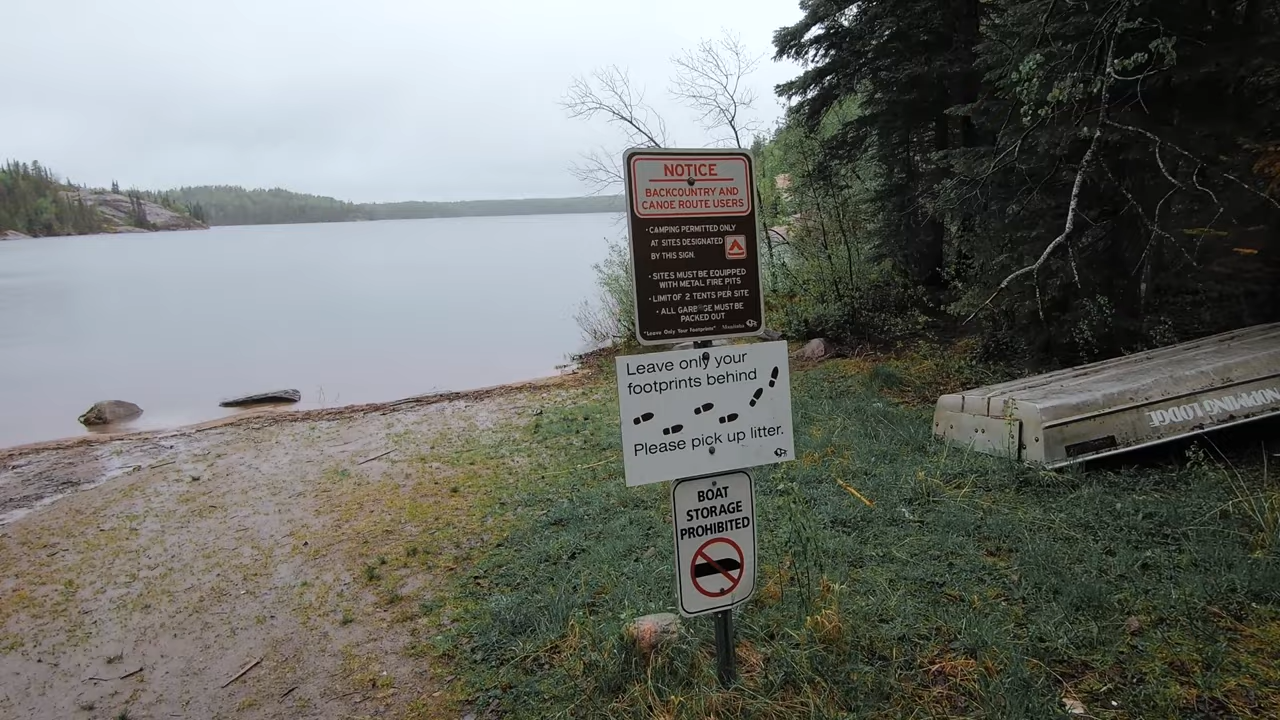 NOTICE
BACKCOUNTRY AND
CANOE ROUTE USERS
• CAMPING PERMITTED ONLY
AT SITES DESIGNATED
BY THIS SIGN.
• SITES MUST BE EQUIPPED
WITH METAL FIRE PITS
• LIMIT OF 2 TENTS PER SITE
• ALL GARBAGE MUST BE
PACKED OUT
"Leave Only Your Footprints" Manitoba
Leave only your
footprints behind
Please pick up litter.
BOAT
STORAGE
PROHIBITED
LODGE